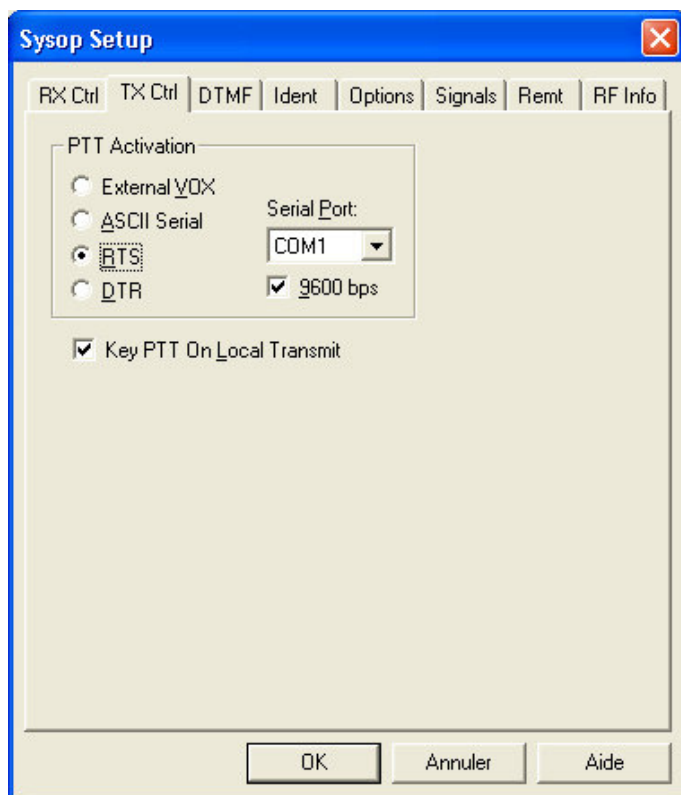 Sysop Setup
RX Ctrl TX Ctrl DTMF Ident Options Signals Remt RF Info
PTT Activation
External VOX
ASCII Serial
RTS
DTR
Serial Port:
COM1
9600 bps
Key PTT On Local Transmit
OK Annuler Aide